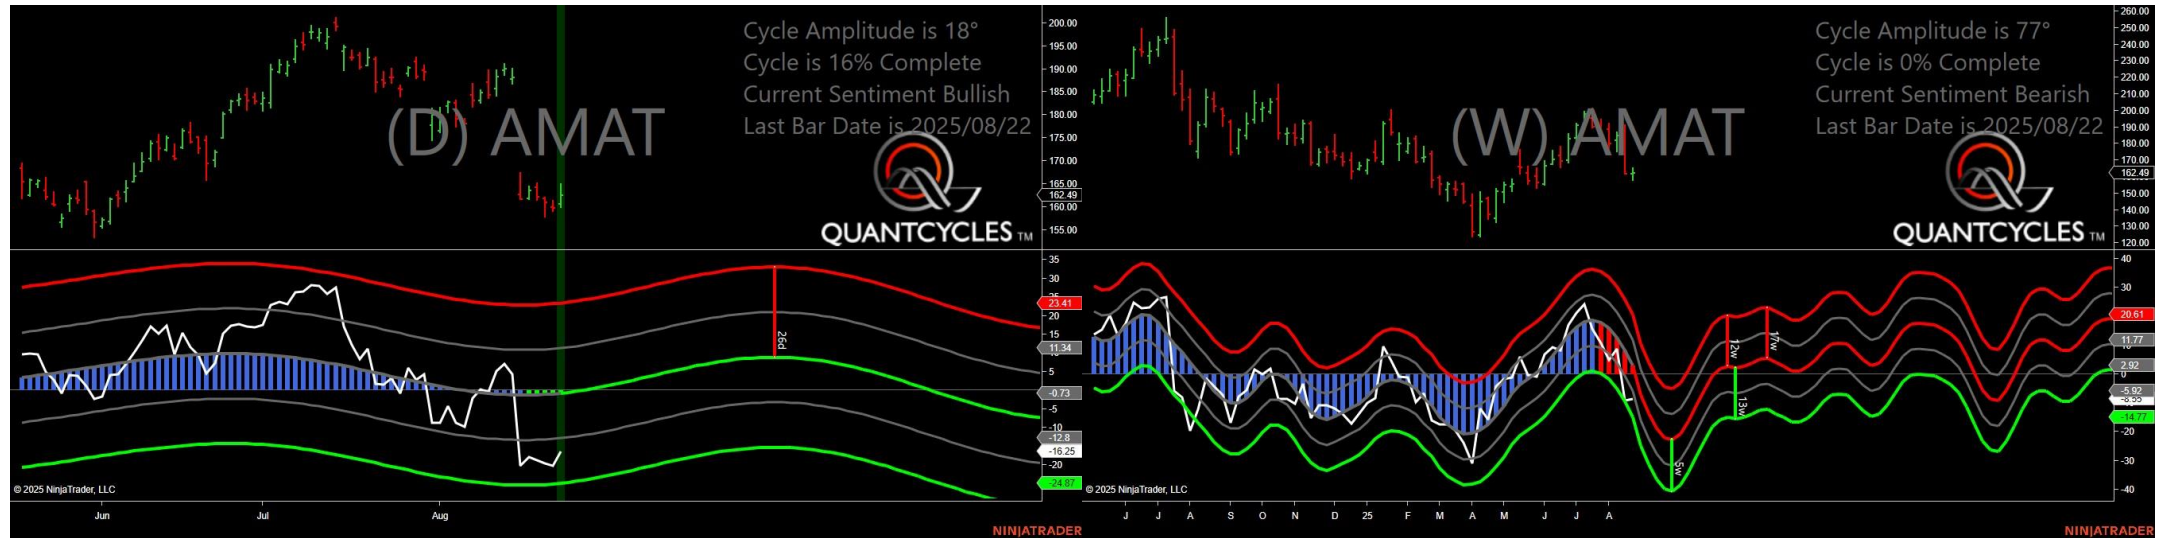 Cycle Amplitude is 18°
Cycle is 16% Complete
Current Sentiment Bullish
Last Bar Date is 2025/08/22
(D) AMAT
QUANTCYCLES TM
200.00
195.00
190.00
185.00
180.00
175.00
170.00
165.00
162.49
160.00
155.00
35
30
23.41
20
15
11.34
5
-0.73
-5
-10
-12.8
-16.25
-20
-24.87
26d
© 2025 NinjaTrader, LLC
Jun
Jul
Aug
NINJATRADER
Cycle Amplitude is 77°
Cycle is 0% Complete
Current Sentiment Bearish
Last Bar Date is 2025/08/22
(W) AMAT
QUANTCYCLES TM
260.00
250.00
240.00
230.00
220.00
210.00
200.00
190.00
180.00
170.00
162.49
150.00
140.00
130.00
120.00
40
30
20.61
11.77
2.92
0
-5.92
-8.55
-14.77
-20
-30
-40
12w
17w
13w
5w
© 2025 NinjaTrader, LLC
J J A S O N D 25 F M A M J J A
NINJATRADER